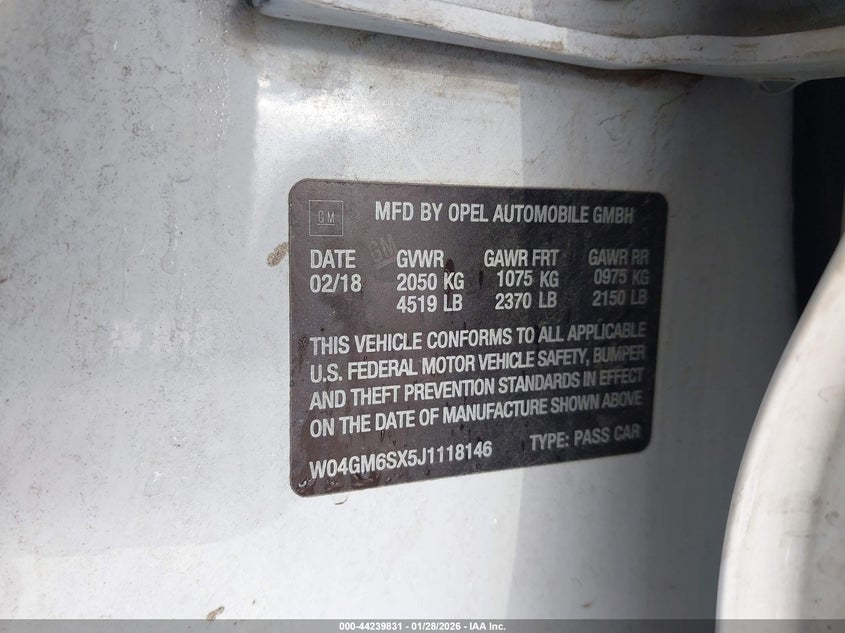 GM MFD BY OPEL AUTOMOBILE GMBH
DATE GVWR GAWR FRT GAWR RR
02/18 2050 KG 1075 KG 0975 KG
4519 LB 2370 LB 2150 LB
THIS VEHICLE CONFORMS TO ALL APPLICABLE
U.S. FEDERAL MOTOR VEHICLE SAFETY, BUMPER
AND THEFT PREVENTION STANDARDS IN EFFECT
ON THE DATE OF MANUFACTURE SHOWN ABOVE
W04GM6SX5J1118146 TYPE: PASS CAR
000-44239831 | 01/28/2026 | IAA Inc.